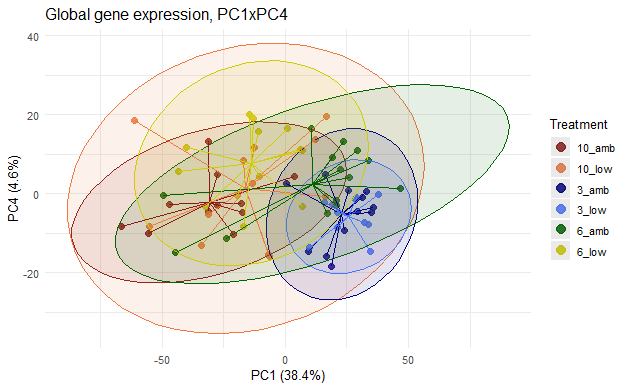 Global gene expression, PC1xPC4
40
20
0
-20
PC4 (4.6%)
-50
0
50
PC1 (38.4%)
Treatment
10_amb
10_low
3_amb
3_low
6_amb
6_low